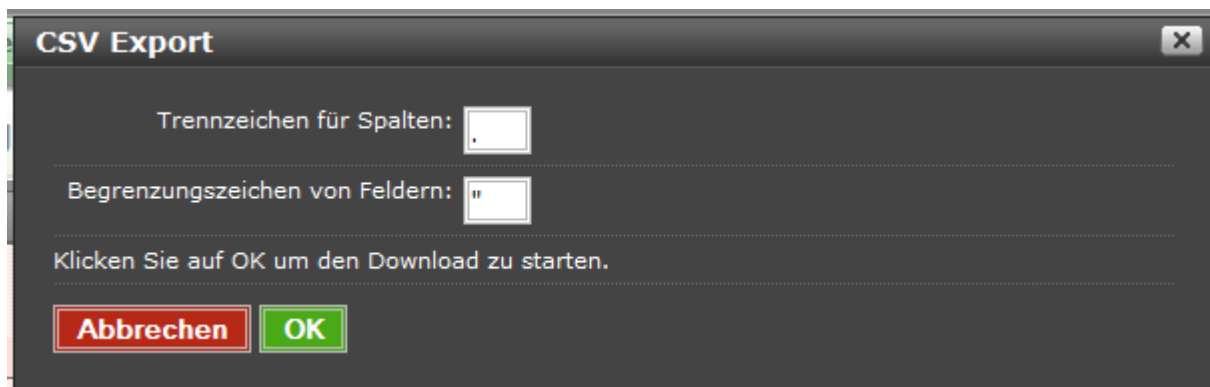 CSV Export
Trennzeichen für Spalten: .
Begrenzungszeichen von Feldern: "
Klicken Sie auf OK um den Download zu starten.
Abbrechen OK